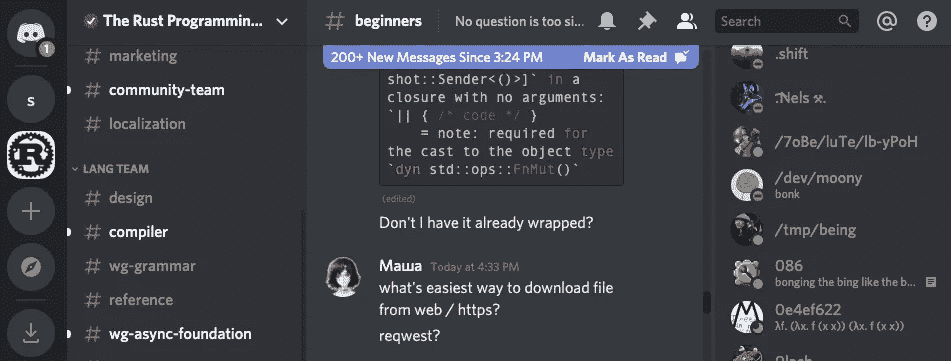 1
s
The Rust Programmin...
# marketing
# community-team
# localization
LANG TEAM
# design
# compiler
# wg-grammar
# reference
# wg-async-foundation
# beginners
No question is too si...
Search
@
?
200+ New Messages Since 3:24 PM Mark As Read
shot::Sender<()>]` in a
closure with no arguments:
`|| { /* code */ }
= note: required for
the cast to the object type
`dyn std::ops::FnMut()`
(edited)
Don't I have it already wrapped?
Маша Today at 4:33 PM
what's easiest way to download file
from web / https?
reqwest?
.shift
/7oBe/luTe/lb-yPoH
/dev/moony
bonk
/tmp/being
086
bonging the bing like the b...
0e4ef622
λf. (λx. f (x x)) (λx. f (x x))